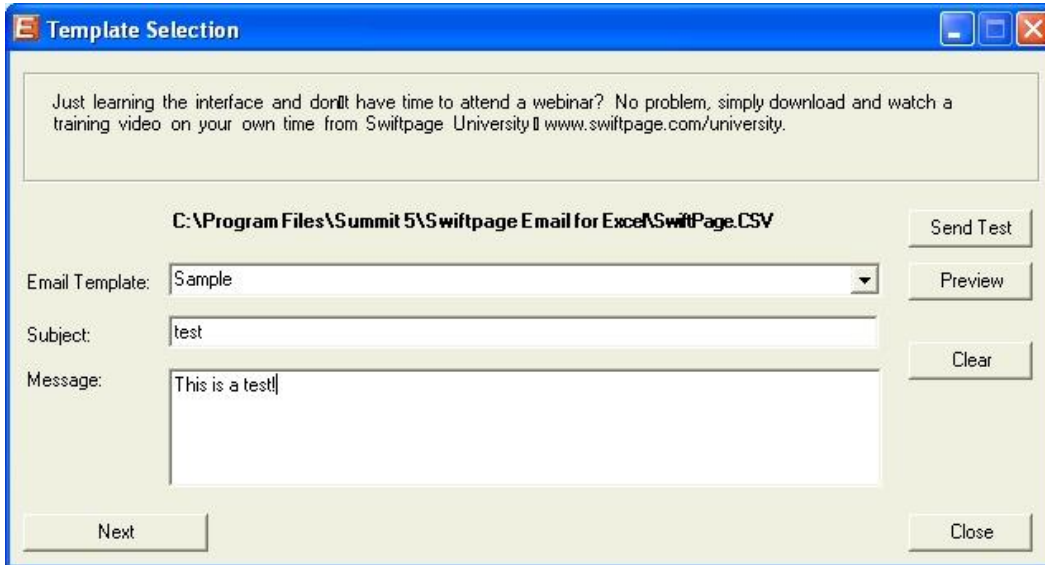 Template Selection
Just learning the interface and don▯t have time to attend a webinar? No problem, simply download and watch a
training video on your own time from Swiftpage University▯ www.swiftpage.com/university.
C:\Program Files\Summit 5\Swiftpage Email for Excel\SwiftPage.CSV
Send Test
Email Template:
Sample
Preview
Subject:
test
Clear
Message:
This is a test!
Next
Close